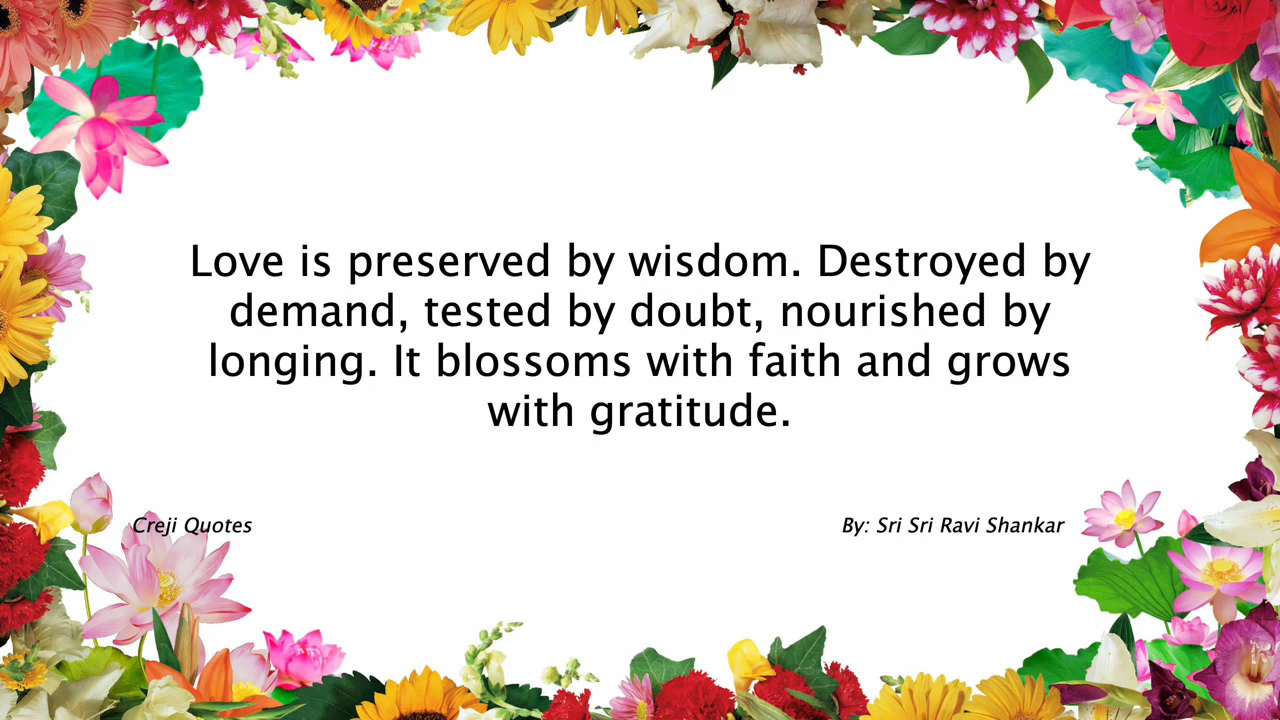 Love is preserved by wisdom. Destroyed by
demand, tested by doubt, nourished by
longing. It blossoms with faith and grows
with gratitude.
Creji Quotes
By: Sri Sri Ravi Shankar